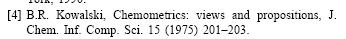 [4] B.R. Kowalski, Chemometrics: views and propositions, J.
Chem. Inf. Comp. Sci. 15 (1975) 201–203.